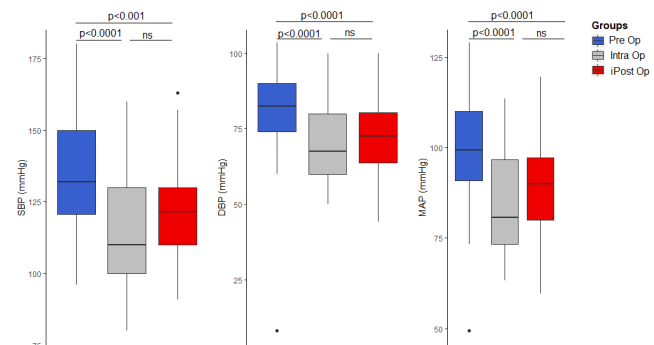 p<0.001
p<0.0001
ns
SBP (mmHg)
175
150
125
100
75
p<0.0001
p<0.0001
ns
DBP (mmHg)
100
75
50
25
p<0.0001
p<0.0001
ns
MAP (mmHg)
125
100
75
50
Groups
Pre Op
Intra Op
iPost Op